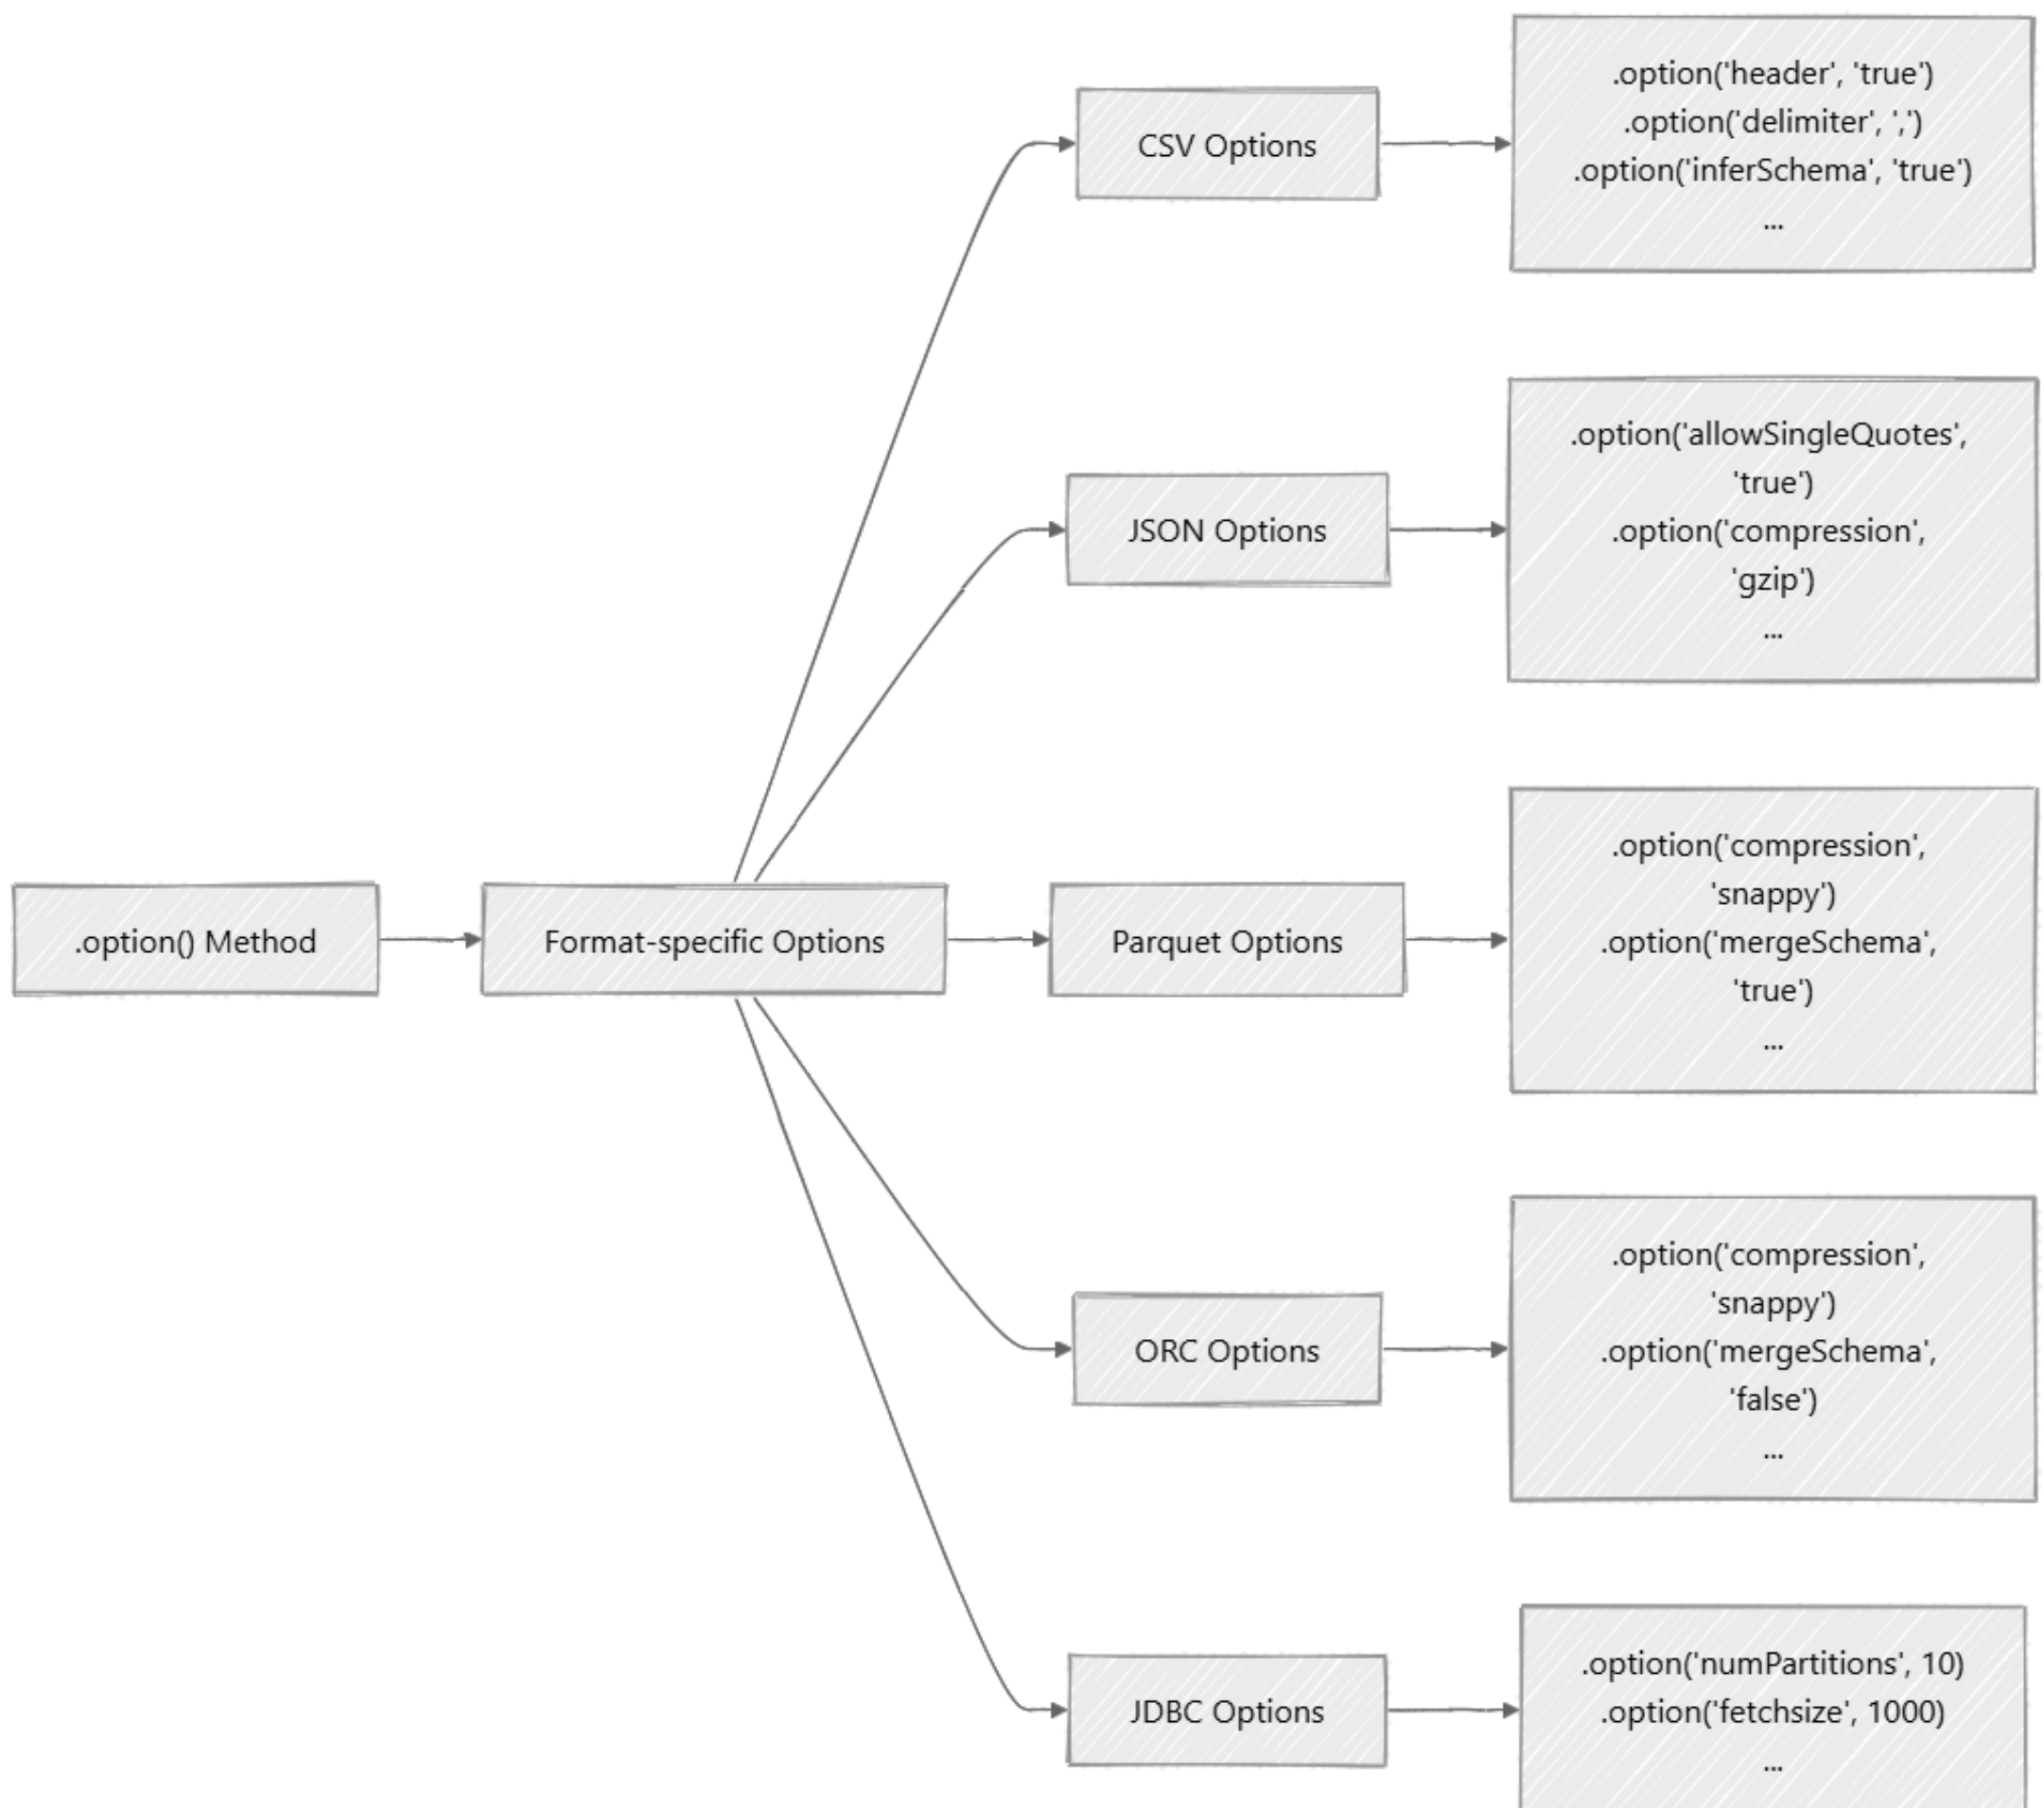 .option() Method
Format-specific Options
CSV Options
.option('header', 'true')
.option('delimiter', ',')
.option('inferSchema', 'true')
...
JSON Options
.option('allowSingleQuotes',
'true')
.option('compression',
'gzip')
...
Parquet Options
.option('compression',
'snappy')
.option('mergeSchema',
'true')
...
ORC Options
.option('compression',
'snappy')
.option('mergeSchema',
'false')
...
JDBC Options
.option('numPartitions', 10)
.option('fetchsize', 1000)
...